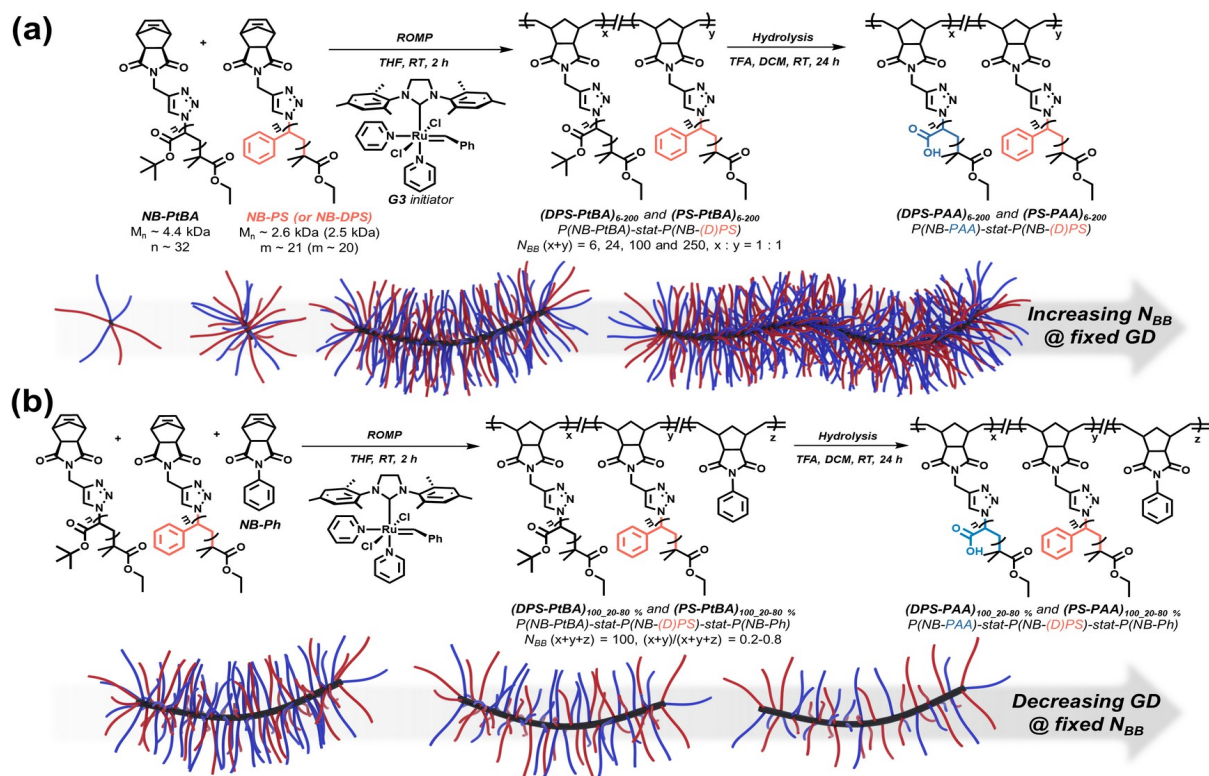 (a)
+
ROMP
THF, RT, 2 h
Hydrolysis
TFA, DCM, RT, 24 h
G3 initiator
NB-PtBA
Mn ~ 4.4 kDa
n ~ 32
NB-PS (or NB-DPS)
Mn ~ 2.6 kDa (2.5 kDa)
m ~ 21 (m ~ 20)
(DPS-PtBA)6-200 and (PS-PtBA)6-200
P(NB-PtBA)-stat-P(NB-(D)PS)
NBB (x+y) = 6, 24, 100 and 250, x : y = 1 : 1
(DPS-PAA)6-200 and (PS-PAA)6-200
P(NB-PAA)-stat-P(NB-(D)PS)
Increasing NBB
@ fixed GD
(b)
+
+
NB-Ph
ROMP
THF, RT, 2 h
Hydrolysis
TFA, DCM, RT, 24 h
(DPS-PtBA)100_20-80 % and (PS-PtBA)100_20-80 %
P(NB-PtBA)-stat-P(NB-(D)PS)-stat-P(NB-Ph)
NBB (x+y+z) = 100, (x+y)/(x+y+z) = 0.2-0.8
(DPS-PAA)100_20-80 % and (PS-PAA)100_20-80 %
P(NB-PAA)-stat-P(NB-(D)PS)-stat-P(NB-Ph)
Decreasing GD
@ fixed NBB